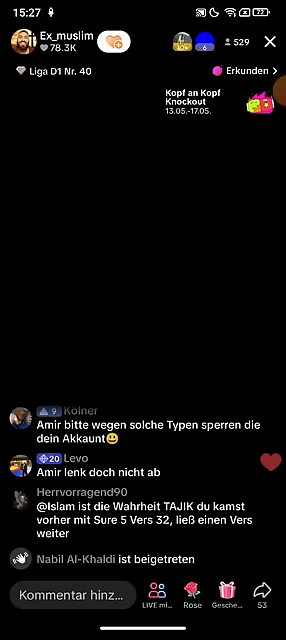 15:27
72
Ex_muslim
78.3K
6
529
Liga D1 Nr. 40
Erkunden >
Kopf an Kopf
Knockout
13.05.-17.05.
9 Kölner
Amir bitte wegen solche Typen sperren die
dein Akkaunt😃
20 Levo
Amir lenk doch nicht ab
Herrvorragend90
@Islam ist die Wahrheit TAJIK du kamst
vorher mit Sure 5 Vers 32, ließ einen Vers
weiter
Nabil Al-Khaldi ist beigetreten
Kommentar hinz...
LIVE mi...
Rose
Gesche...
53